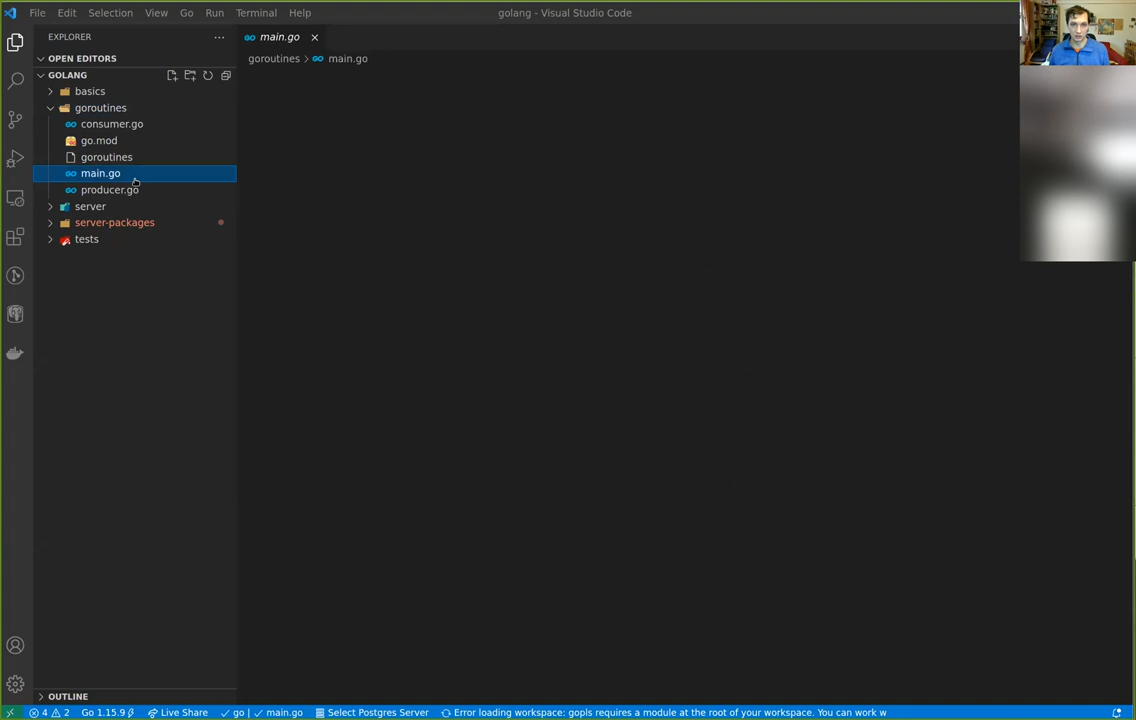 File Edit Selection View Go Run Terminal Help
golang - Visual Studio Code
EXPLORER
main.go
OPEN EDITORS
goroutines > main.go
GOLANG
basics
goroutines
consumer.go
go.mod
goroutines
main.go
producer.go
server
server-packages
tests
OUTLINE
4 2 Go 1.15.9 Live Share go | main.go Select Postgres Server Error loading workspace: gopls requires a module at the root of your workspace. You can work w